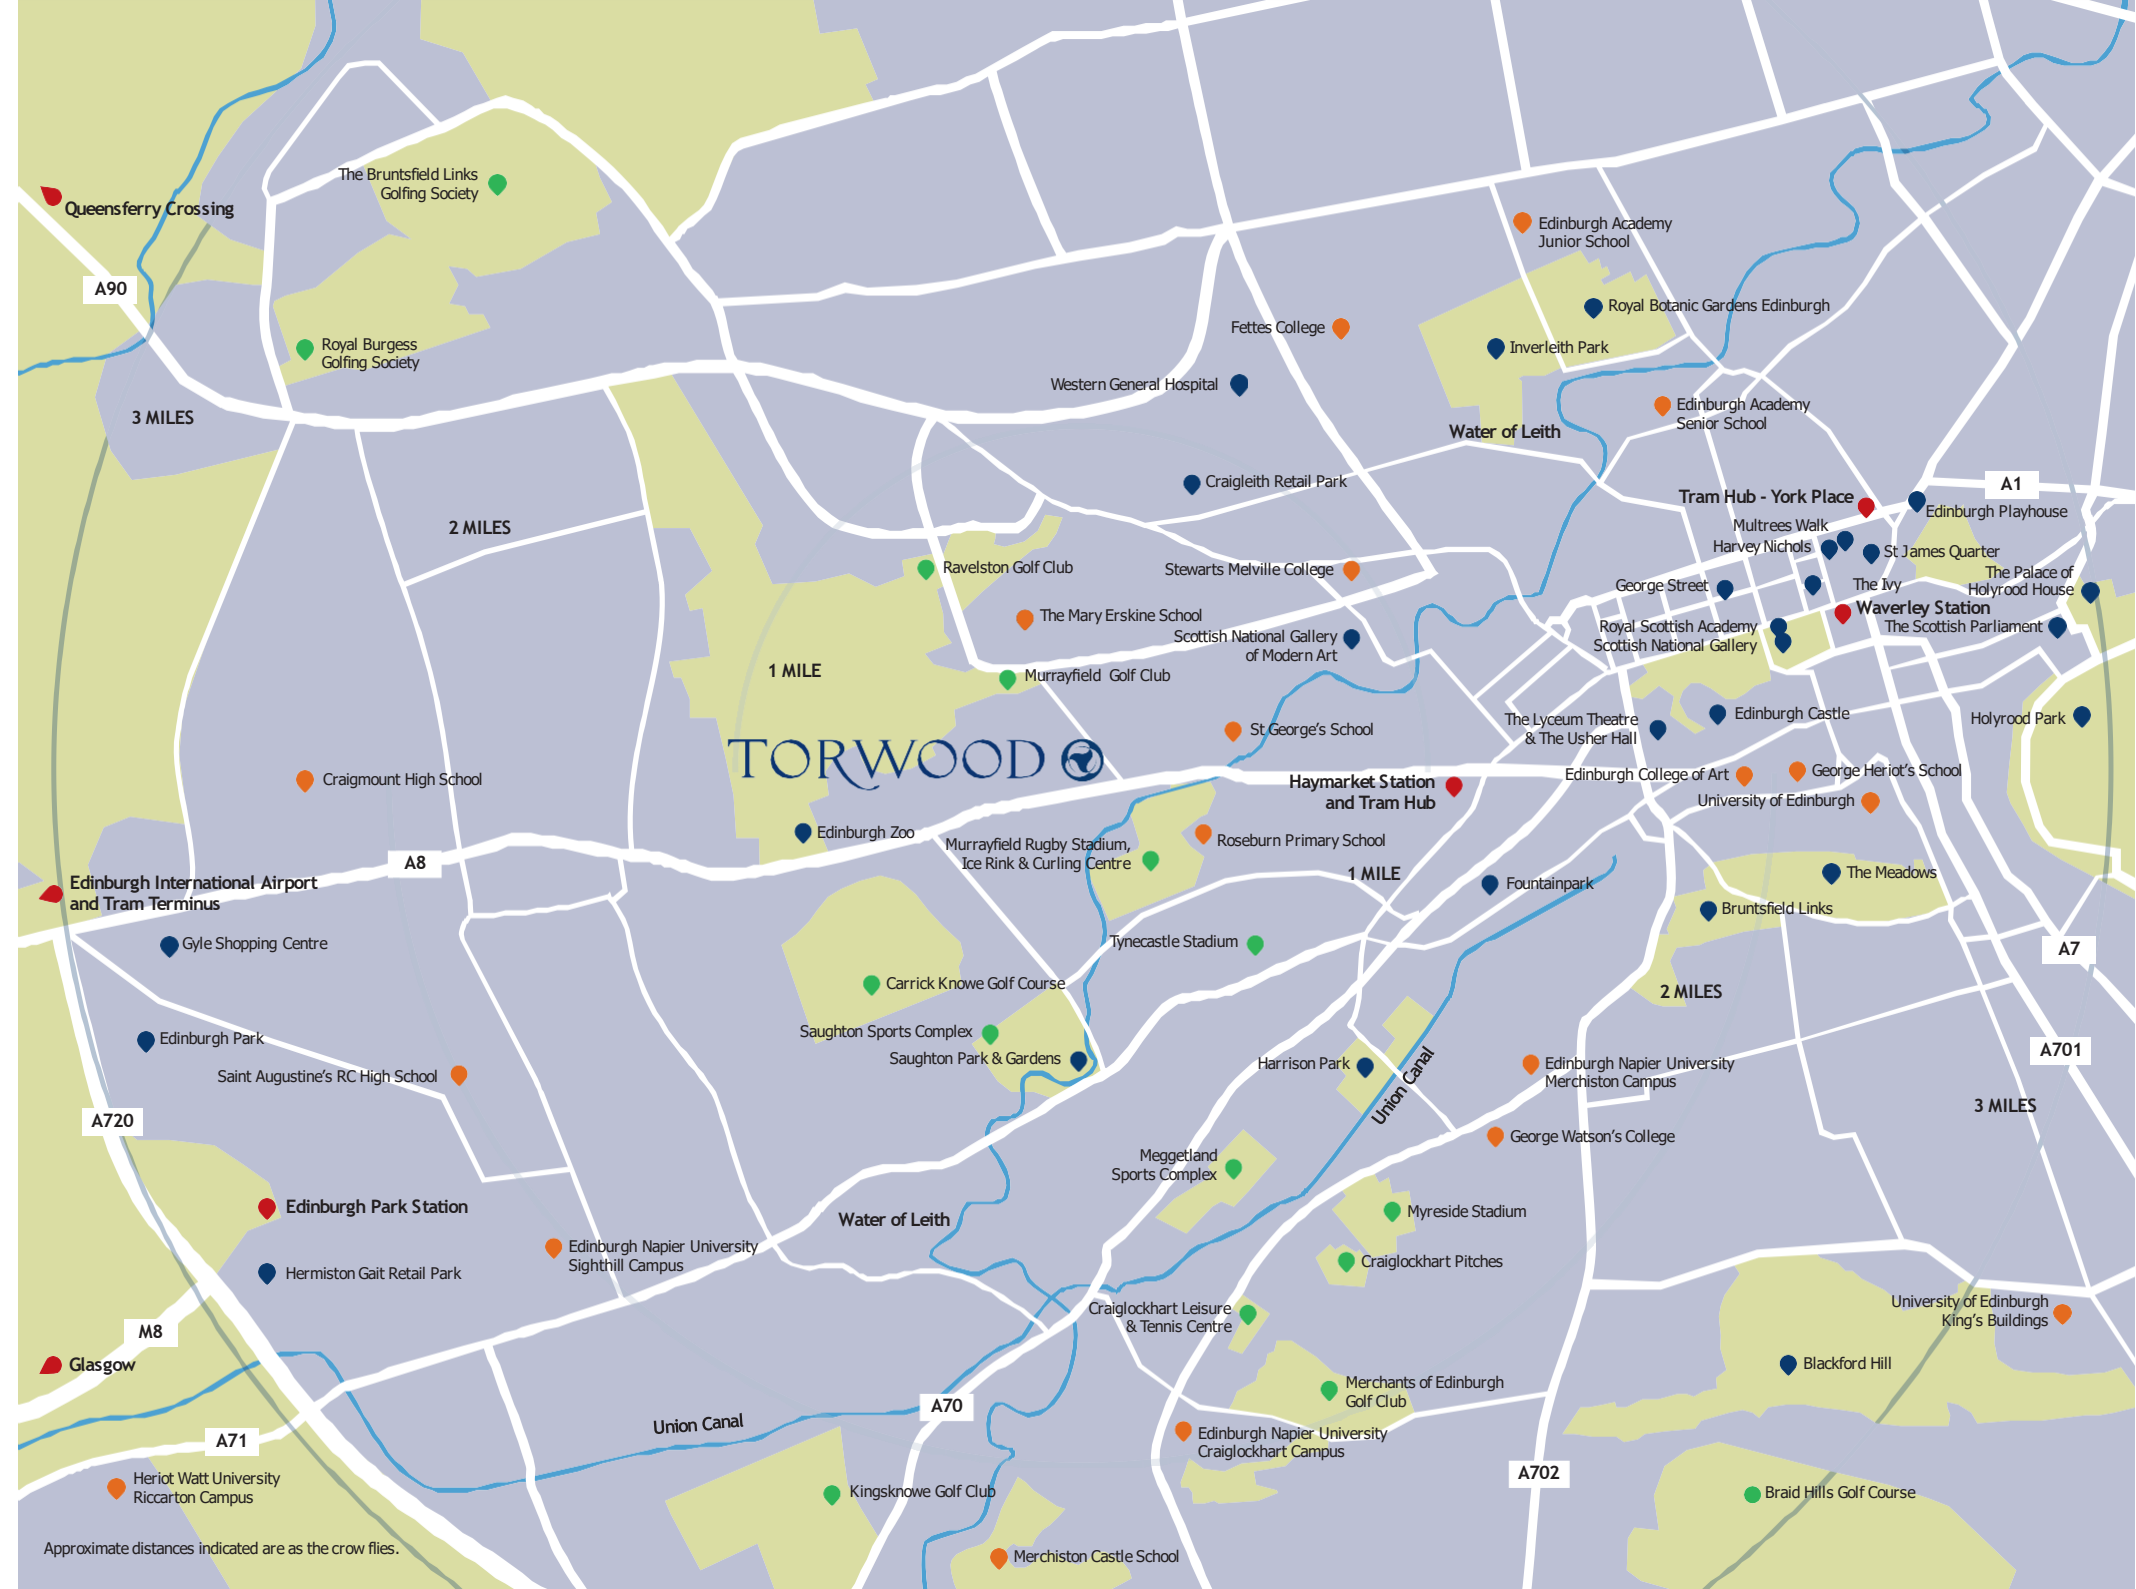 The Bruntsfield Links
Golfing Society
Queensferry Crossing
A90
Royal Burgess
Golfing Society
3 MILES
2 MILES
Edinburgh Academy
Junior School
Royal Botanic Gardens Edinburgh
Fettes College
Inverleith Park
Western General Hospital
Edinburgh Academy
Senior School
Water of Leith
Craigleith Retail Park
A1
Tram Hub - York Place
Edinburgh Playhouse
Multrees Walk
Harvey Nichols
St James Quarter
The Palace of
Holyrood House
George Street
The Ivy
Waverley Station
The Scottish Parliament
Royal Scottish Academy
Scottish National Gallery
Ravelston Golf Club
Stewarts Melville College
The Mary Erskine School
Scottish National Gallery
of Modern Art
1 MILE
Murrayfield Golf Club
St George's School
The Lyceum Theatre
& The Usher Hall
Edinburgh Castle
Holyrood Park
TORWOOD
Craigmount High School
Haymarket Station
and Tram Hub
Edinburgh College of Art
George Heriot's School
University of Edinburgh
Edinburgh Zoo
Murrayfield Rugby Stadium,
Ice Rink & Curling Centre
Roseburn Primary School
A8
1 MILE
Fountainpark
The Meadows
Edinburgh International Airport
and Tram Terminus
Bruntsfield Links
Gyle Shopping Centre
Tynecastle Stadium
A7
Carrick Knowe Golf Course
2 MILES
Edinburgh Park
Saughton Sports Complex
Saughton Park & Gardens
Harrison Park
Union Canal
Edinburgh Napier University
Merchiston Campus
A701
Saint Augustine's RC High School
3 MILES
A720
George Watson's College
Meggetland
Sports Complex
Edinburgh Park Station
Water of Leith
Myreside Stadium
Edinburgh Napier University
Sighthill Campus
Craiglockhart Pitches
Hermiston Gait Retail Park
Craiglockhart Leisure
& Tennis Centre
University of Edinburgh
King's Buildings
M8
Glasgow
Blackford Hill
Merchants of Edinburgh
Golf Club
A70
Union Canal
A71
Edinburgh Napier University
Craiglockhart Campus
A702
Heriot Watt University
Riccarton Campus
Kingsknowe Golf Club
Braid Hills Golf Course
Approximate distances indicated are as the crow flies.
Merchiston Castle School